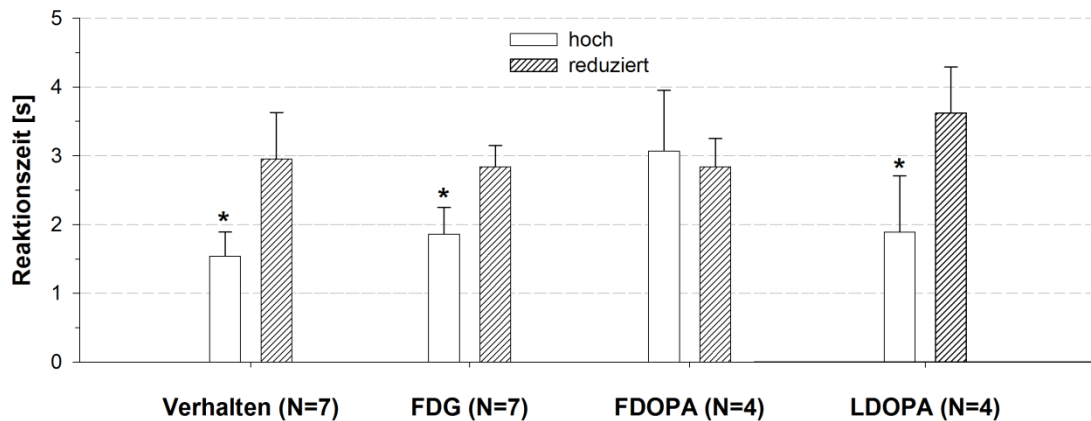 5
4
3
2
1
0
Reaktionszeit [s]
hoch
reduziert
*
*
*
Verhalten (N=7) FDG (N=7) FDOPA (N=4) LDOPA (N=4)